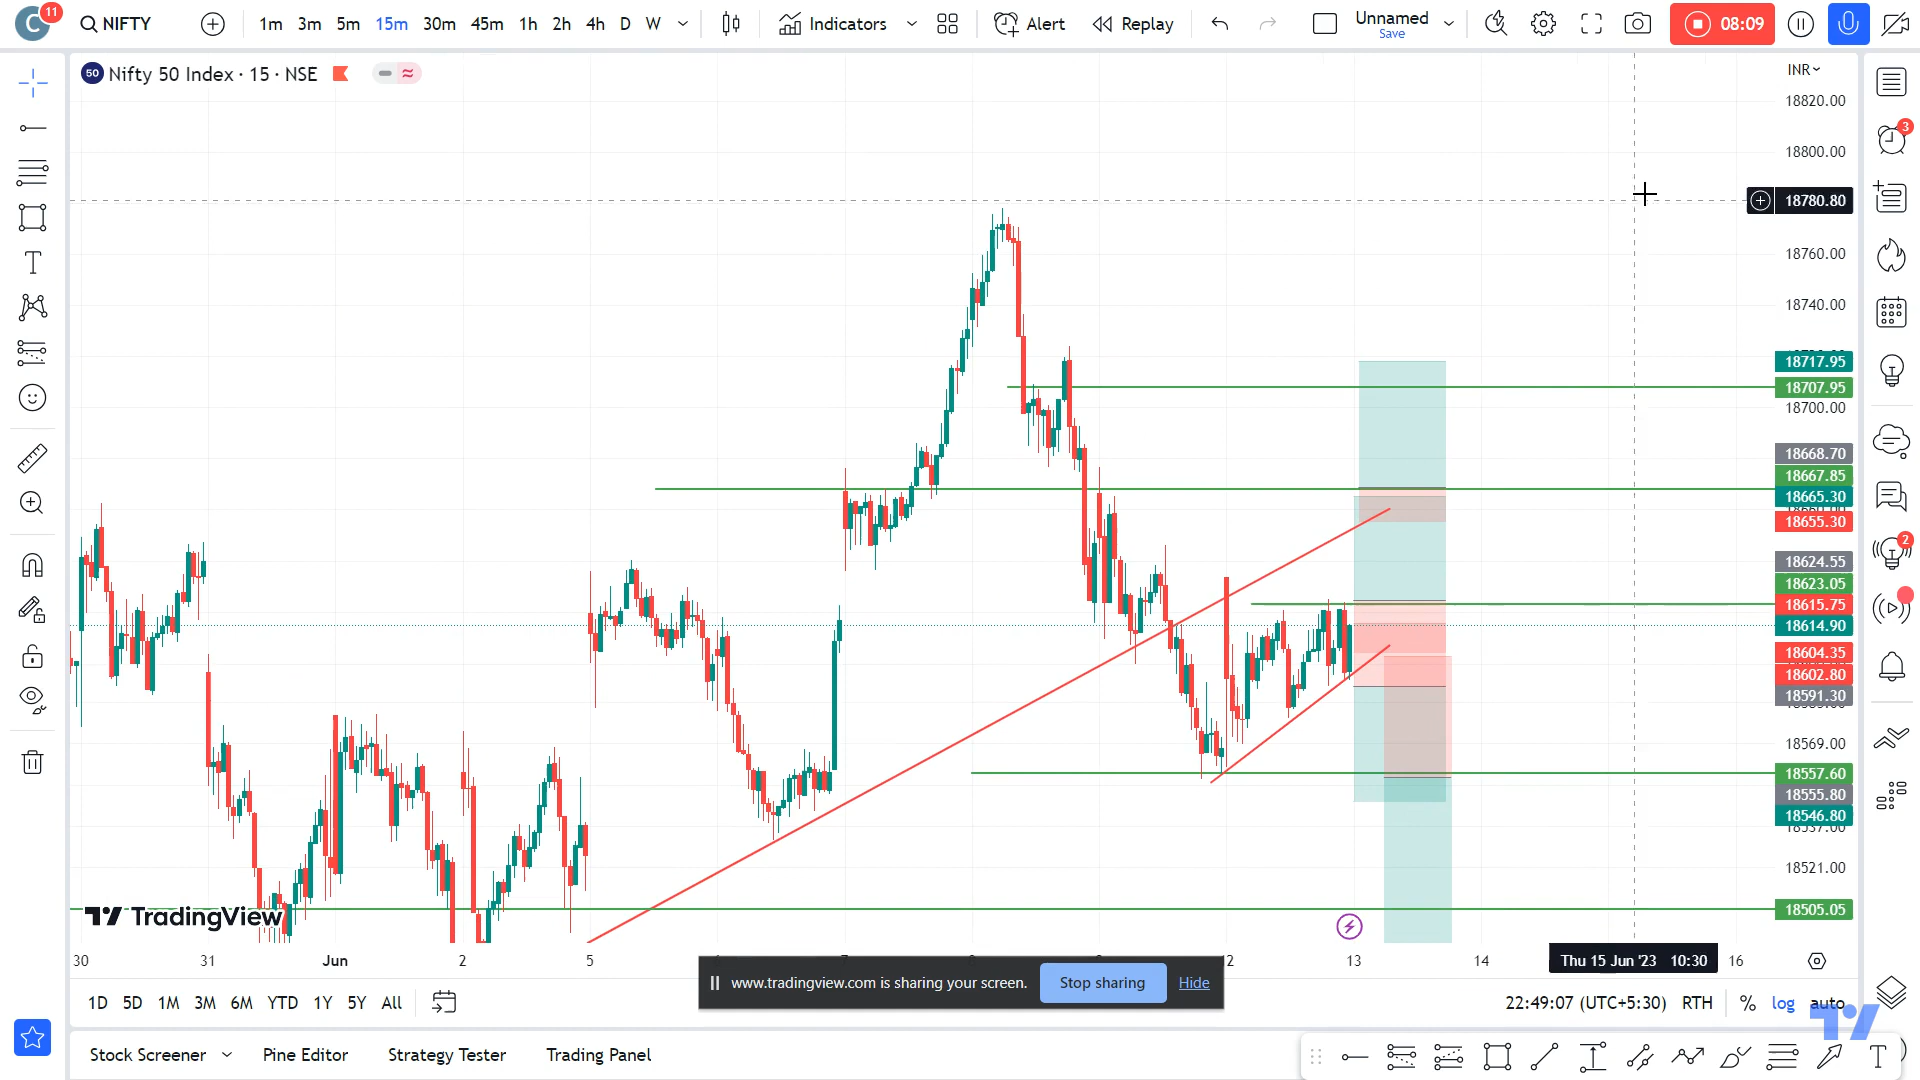 C
11
NIFTY
1m
3m
5m
15m
30m
45m
1h
2h
4h
D
W
Indicators
Alert
Replay
Unnamed
Save
08:09
50
Nifty 50 Index · 15 · NSE
INR
18820.00
18800.00
18780.80
18760.00
18740.00
18717.95
18707.95
18700.00
18668.70
18667.85
18665.30
18655.30
18624.55
18623.05
18615.75
18614.90
18604.35
18602.80
18591.30
18569.00
18557.60
18555.80
18546.80
18537.00
18521.00
18505.05
3
2
TradingView
30
31
Jun
2
5
13
14
Thu 15 Jun '23 10:30
16
www.tradingview.com is sharing your screen.
Stop sharing
Hide
1D
5D
1M
3M
6M
YTD
1Y
5Y
All
22:49:07 (UTC+5:30)
RTH
%
log
auto
Stock Screener
Pine Editor
Strategy Tester
Trading Panel